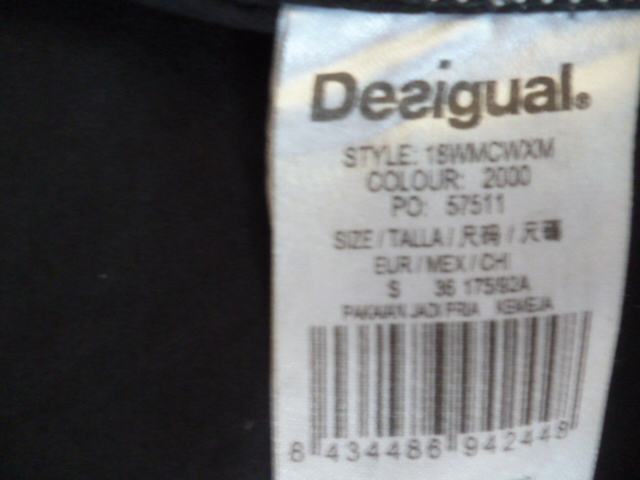 Desigual®
STYLE: 18WMCWXM
COLOUR: 2000
PO: 57511
SIZE / TALLA / 尺码 / 尺碼
EUR / MEX / CHI
S 36 175/92A
PAKAIAN JADI PRIA KEMEJA
8 434486 942448